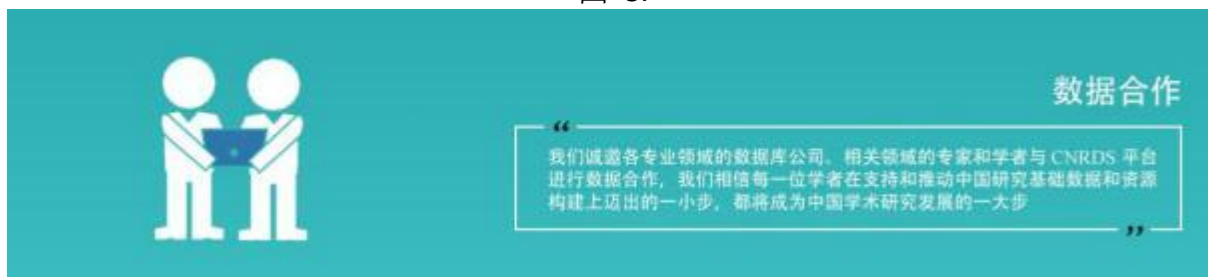 数据合作
“
我们诚邀各专业领域的数据库公司、相关领域的专家和学者与 CNRDS 平台
进行数据合作，我们相信每一位学者在支持和推动中国研究基础数据和资源
构建上迈出的一小步，都将成为中国学术研究发展的一大步
”